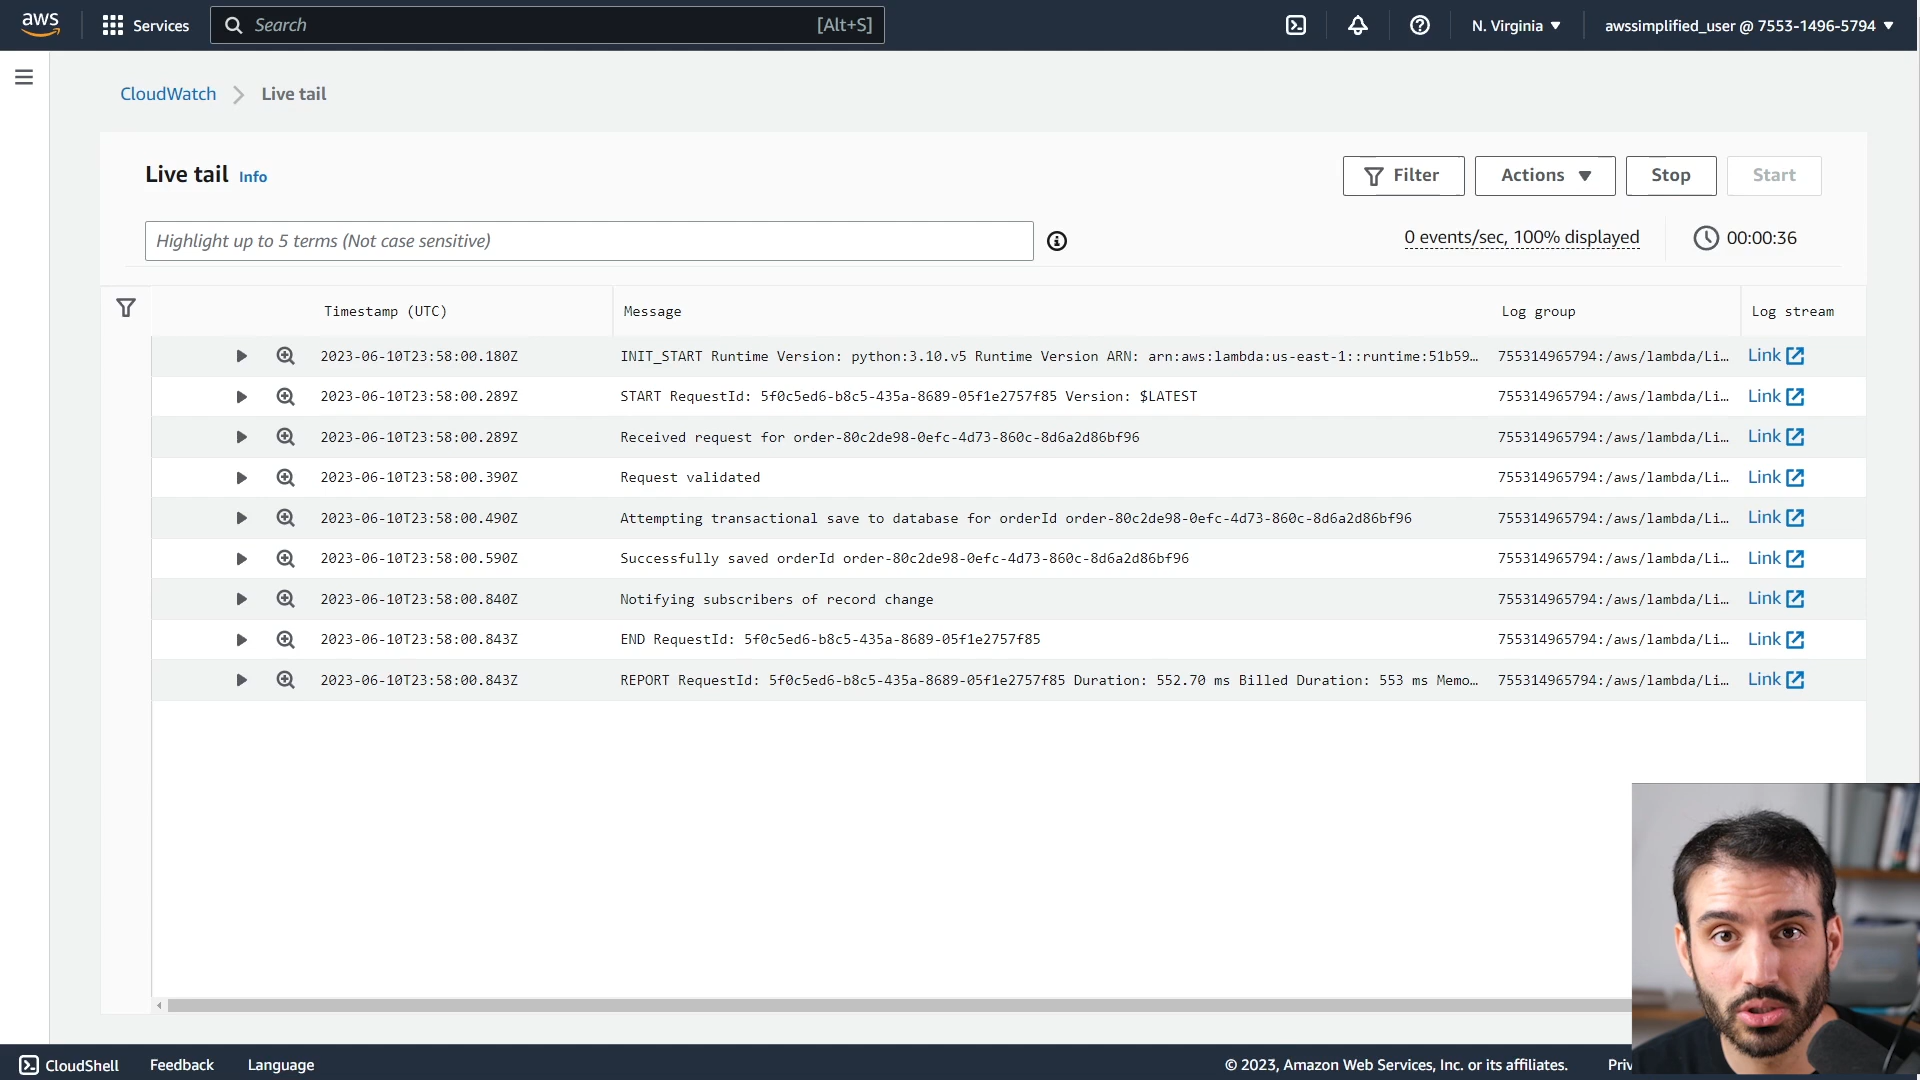 aws
Services
Search
[Alt+S]
N. Virginia
awssimplified_user @ 7553-1496-5794
CloudWatch
Live tail
Live tail Info
Filter
Actions
Stop
Start
Highlight up to 5 terms (Not case sensitive)
0 events/sec, 100% displayed
00:00:36
Timestamp (UTC) Message Log group Log stream
2023-06-10T23:58:00.180Z INIT_START Runtime Version: python:3.10.v5 Runtime Version ARN: arn:aws:lambda:us-east-1::runtime:51b59… 755314965794:/aws/lambda/Li… Link
2023-06-10T23:58:00.289Z START RequestId: 5f0c5ed6-b8c5-435a-8689-05f1e2757f85 Version: $LATEST 755314965794:/aws/lambda/Li… Link
2023-06-10T23:58:00.289Z Received request for order-80c2de98-0efc-4d73-860c-8d6a2d86bf96 755314965794:/aws/lambda/Li… Link
2023-06-10T23:58:00.390Z Request validated 755314965794:/aws/lambda/Li… Link
2023-06-10T23:58:00.490Z Attempting transactional save to database for orderId order-80c2de98-0efc-4d73-860c-8d6a2d86bf96 755314965794:/aws/lambda/Li… Link
2023-06-10T23:58:00.590Z Successfully saved orderId order-80c2de98-0efc-4d73-860c-8d6a2d86bf96 755314965794:/aws/lambda/Li… Link
2023-06-10T23:58:00.840Z Notifying subscribers of record change 755314965794:/aws/lambda/Li… Link
2023-06-10T23:58:00.843Z END RequestId: 5f0c5ed6-b8c5-435a-8689-05f1e2757f85 755314965794:/aws/lambda/Li… Link
2023-06-10T23:58:00.843Z REPORT RequestId: 5f0c5ed6-b8c5-435a-8689-05f1e2757f85 Duration: 552.70 ms Billed Duration: 553 ms Memo… 755314965794:/aws/lambda/Li… Link
CloudShell
Feedback
Language
© 2023, Amazon Web Services, Inc. or its affiliates.
Priv